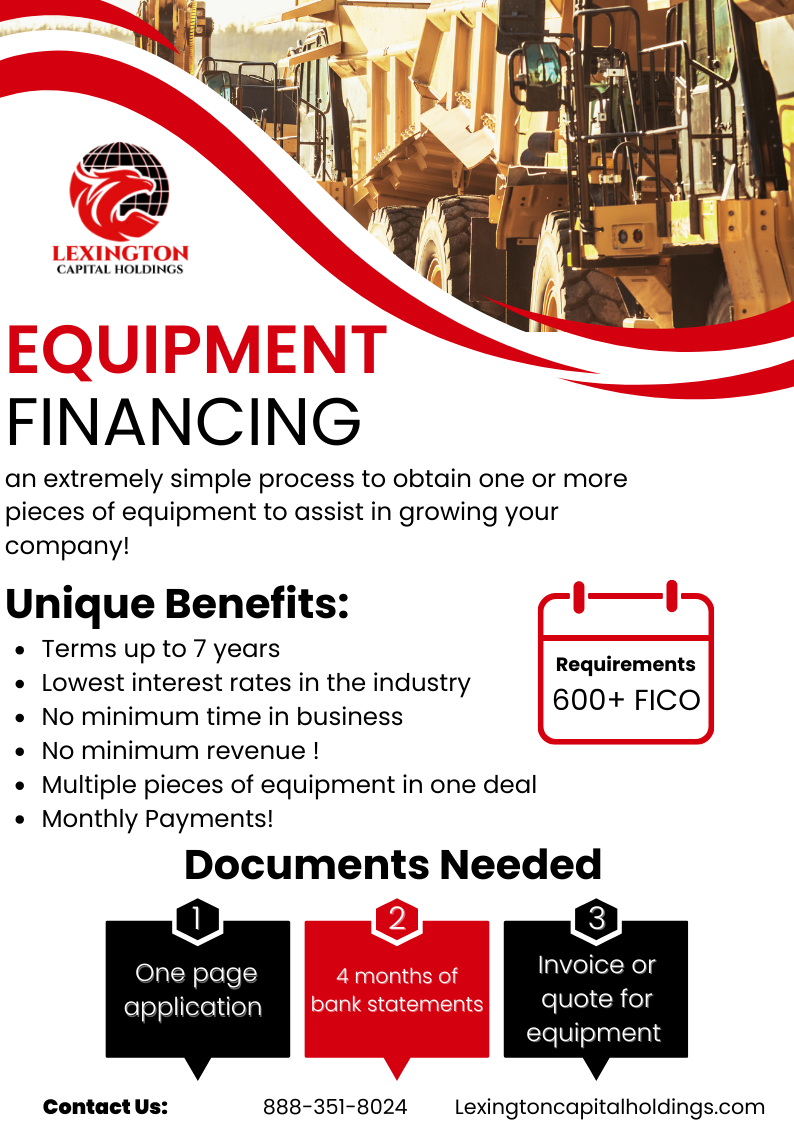 LEXINGTON
CAPITAL HOLDINGS
EQUIPMENT
FINANCING
an extremely simple process to obtain one or more
pieces of equipment to assist in growing your
company!
Unique Benefits:
• Terms up to 7 years
• Lowest interest rates in the industry
• No minimum time in business
• No minimum revenue !
• Multiple pieces of equipment in one deal
• Monthly Payments!
Requirements
600+ FICO
Documents Needed
1
One page
application
2
4 months of
bank statements
3
Invoice or
quote for
equipment
Contact Us: 888-351-8024 Lexingtoncapitalholdings.com